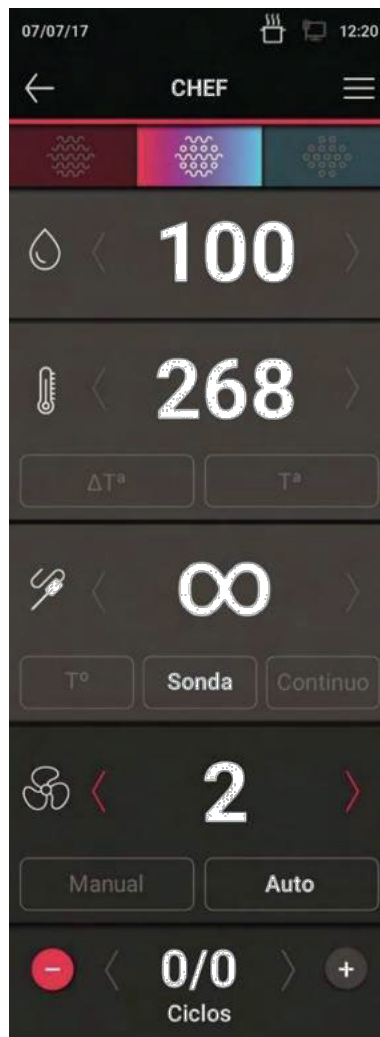 07/07/17 12:20
CHEF
100
268
ΔTª Tª
∞
Tº Sonda Continuo
2
Manual Auto
- 0/0 +
Ciclos